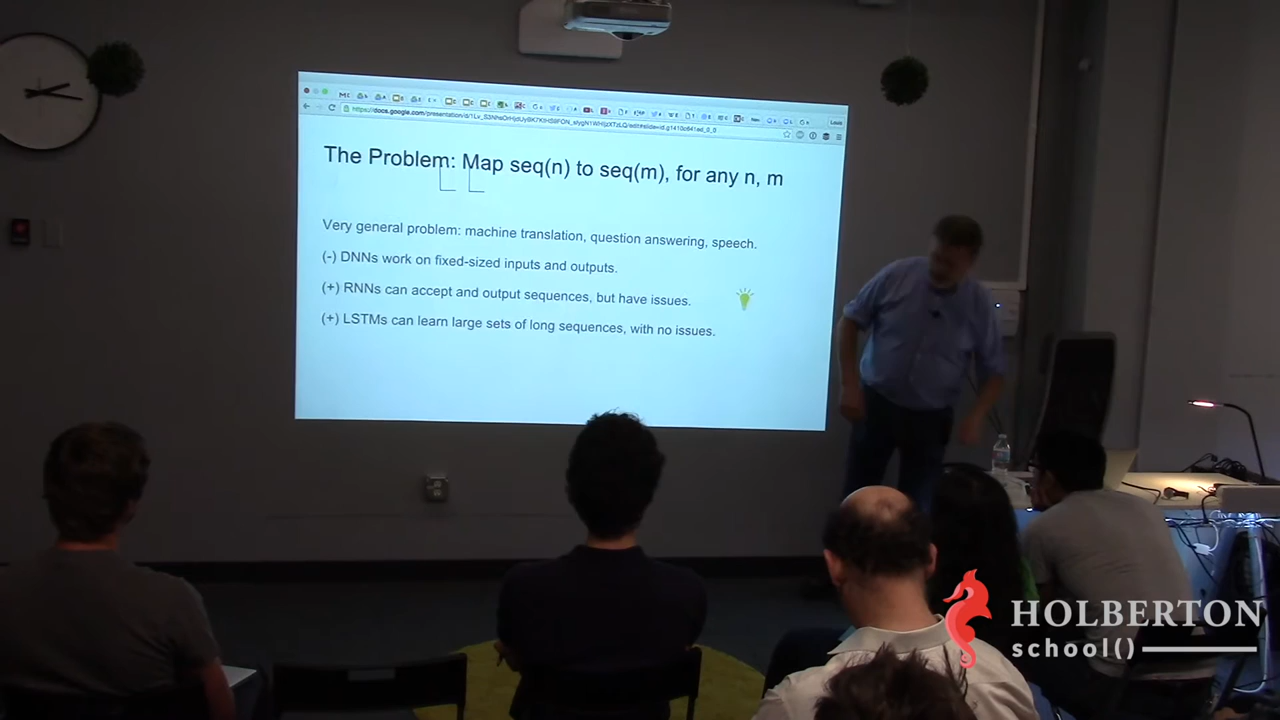 The Problem: Map seq(n) to seq(m), for any n, m
Very general problem: machine translation, question answering, speech.
(-) DNNs work on fixed-sized inputs and outputs.
(+) RNNs can accept and output sequences, but have issues.
(+) LSTMs can learn large sets of long sequences, with no issues.
HOLBERTON
school()